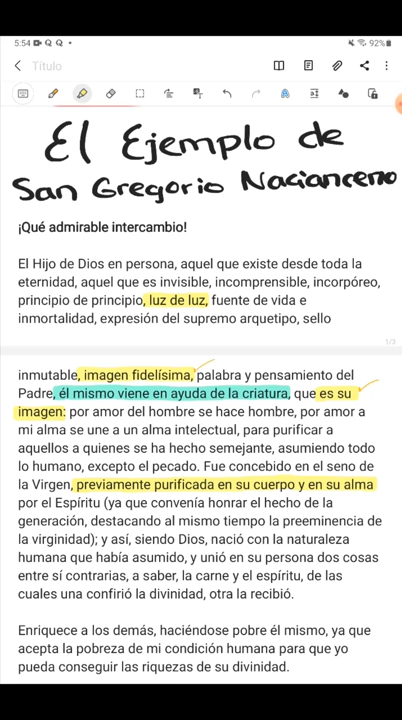 5:54
92%
Título
El Ejemplo de
San Gregorio Nacianceno
¡Qué admirable intercambio!
El Hijo de Dios en persona, aquel que existe desde toda la
eternidad, aquel que es invisible, incomprensible, incorpóreo,
principio de principio, luz de luz, fuente de vida e
inmortalidad, expresión del supremo arquetipo, sello
1/3
inmutable, imagen fidelísima, palabra y pensamiento del
Padre, él mismo viene en ayuda de la criatura, que es su
imagen: por amor del hombre se hace hombre, por amor a
mi alma se une a un alma intelectual, para purificar a
aquellos a quienes se ha hecho semejante, asumiendo todo
lo humano, excepto el pecado. Fue concebido en el seno de
la Virgen, previamente purificada en su cuerpo y en su alma
por el Espíritu (ya que convenía honrar el hecho de la
generación, destacando al mismo tiempo la preeminencia de
la virginidad); y así, siendo Dios, nació con la naturaleza
humana que había asumido, y unió en su persona dos cosas
entre sí contrarias, a saber, la carne y el espíritu, de las
cuales una confirió la divinidad, otra la recibió.
Enriquece a los demás, haciéndose pobre él mismo, ya que
acepta la pobreza de mi condición humana para que yo
pueda conseguir las riquezas de su divinidad.